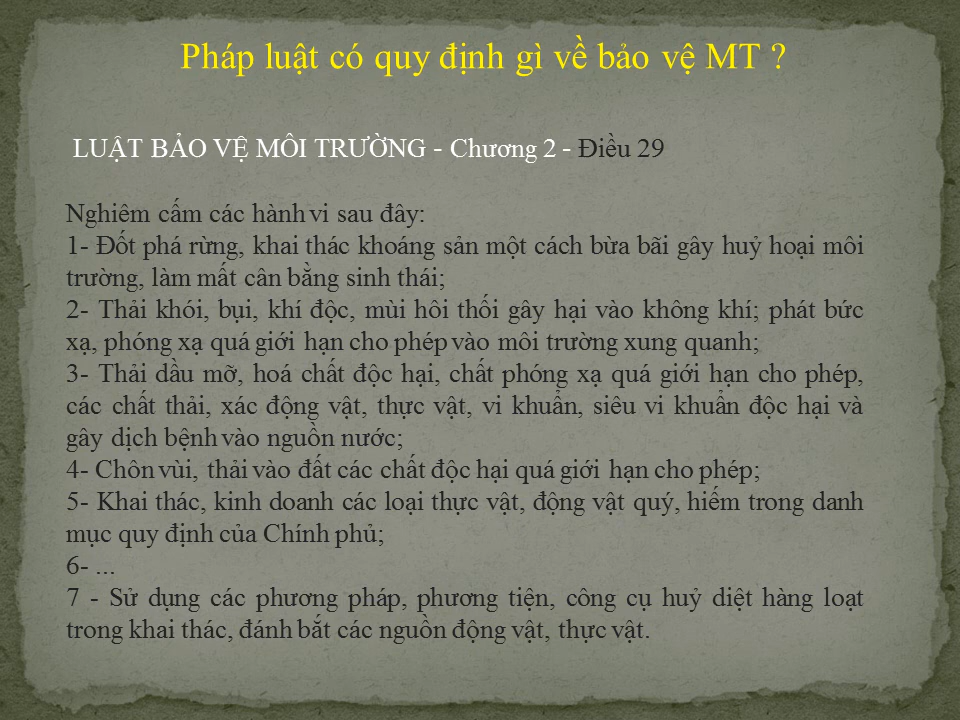 Pháp luật có quy định gì về bảo vệ MT ?
LUẬT BẢO VỆ MÔI TRƯỜNG - Chương 2 - Điều 29
Nghiêm cấm các hành vi sau đây:
1- Đốt phá rừng, khai thác khoáng sản một cách bừa bãi gây huỷ hoại môi
trường, làm mất cân bằng sinh thái;
2- Thải khói, bụi, khí độc, mùi hôi thối gây hại vào không khí; phát bức
xạ, phóng xạ quá giới hạn cho phép vào môi trường xung quanh;
3- Thải dầu mỡ, hoá chất độc hại, chất phóng xạ quá giới hạn cho phép,
các chất thải, xác động vật, thực vật, vi khuẩn, siêu vi khuẩn độc hại và
gây dịch bệnh vào nguồn nước;
4- Chôn vùi, thải vào đất các chất độc hại quá giới hạn cho phép;
5- Khai thác, kinh doanh các loại thực vật, động vật quý, hiếm trong danh
mục quy định của Chính phủ;
6- ...
7 - Sử dụng các phương pháp, phương tiện, công cụ huỷ diệt hàng loạt
trong khai thác, đánh bắt các nguồn động vật, thực vật.